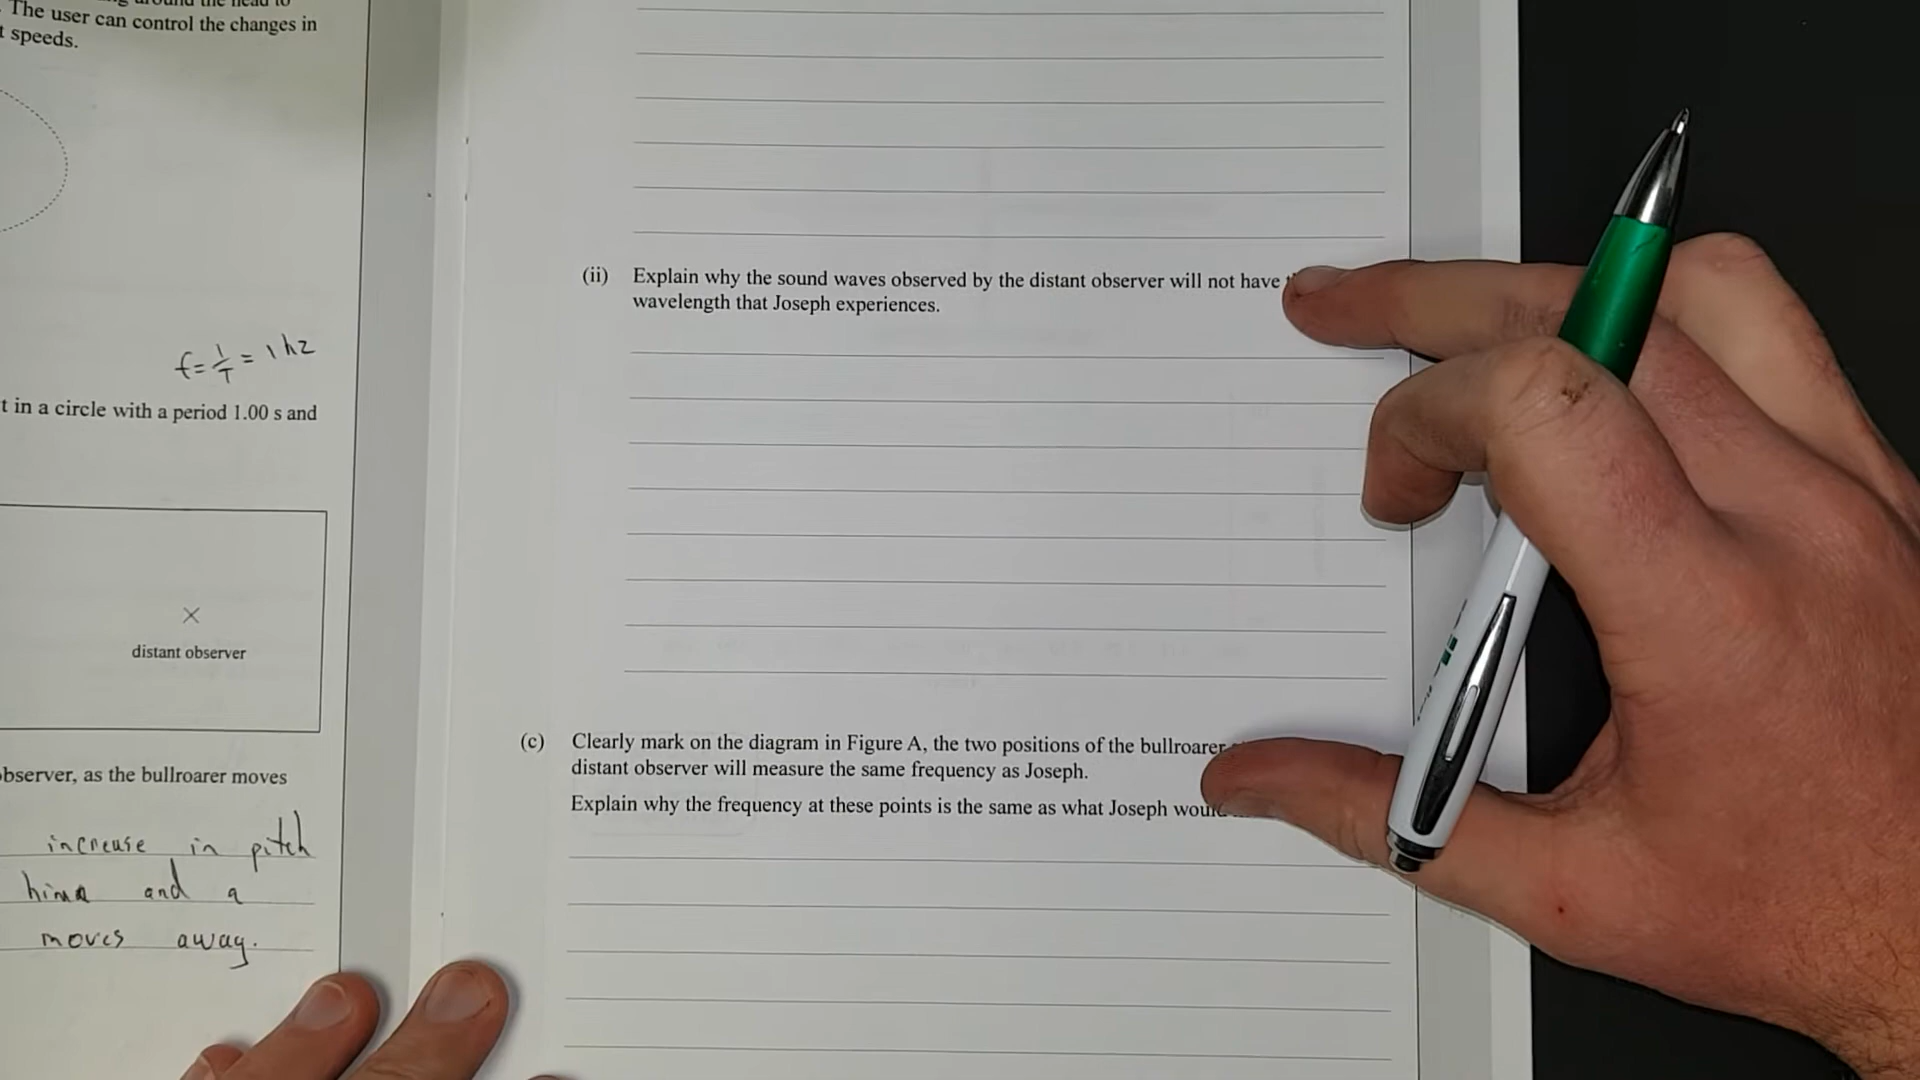 The user can control the changes in
t speeds.
f = 1/T = 1 hz
t in a circle with a period 1.00 s and
×
distant observer
bserver, as the bullroarer moves
increase in pitch
him and a
moves away.
(ii) Explain why the sound waves observed by the distant observer will not have
wavelength that Joseph experiences.
(c) Clearly mark on the diagram in Figure A, the two positions of the bullroarer
distant observer will measure the same frequency as Joseph.
Explain why the frequency at these points is the same as what Joseph